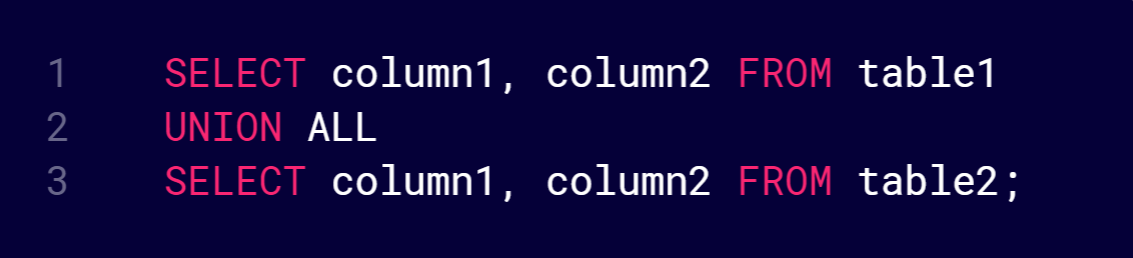 1 SELECT column1, column2 FROM table1
2 UNION ALL
3 SELECT column1, column2 FROM table2;